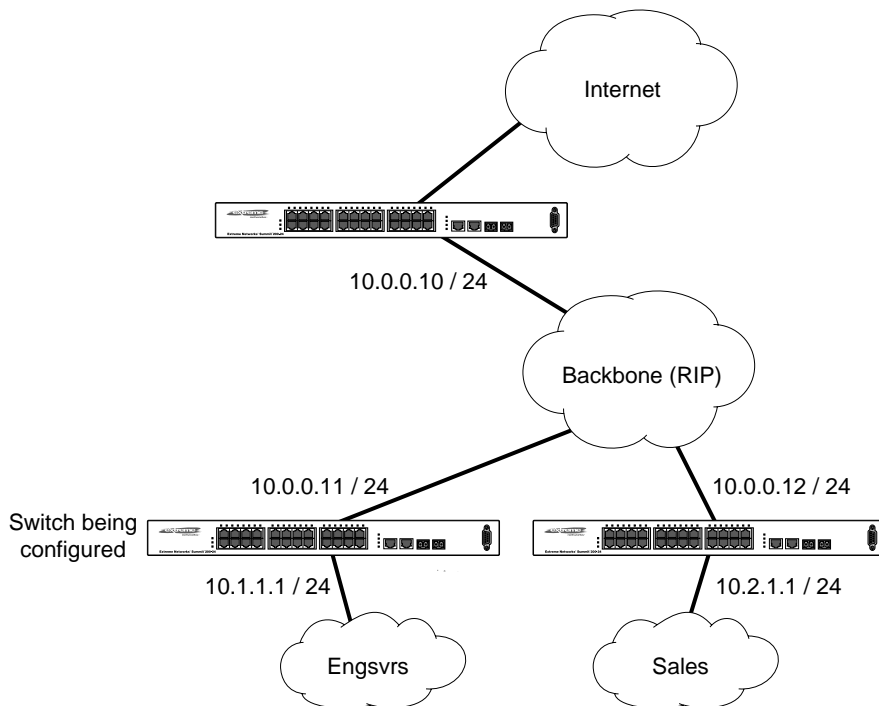 Internet
10.0.0.10 / 24
Backbone (RIP)
10.0.0.11 / 24
10.0.0.12 / 24
Switch being
configured
10.1.1.1 / 24
10.2.1.1 / 24
Engsvrs
Sales